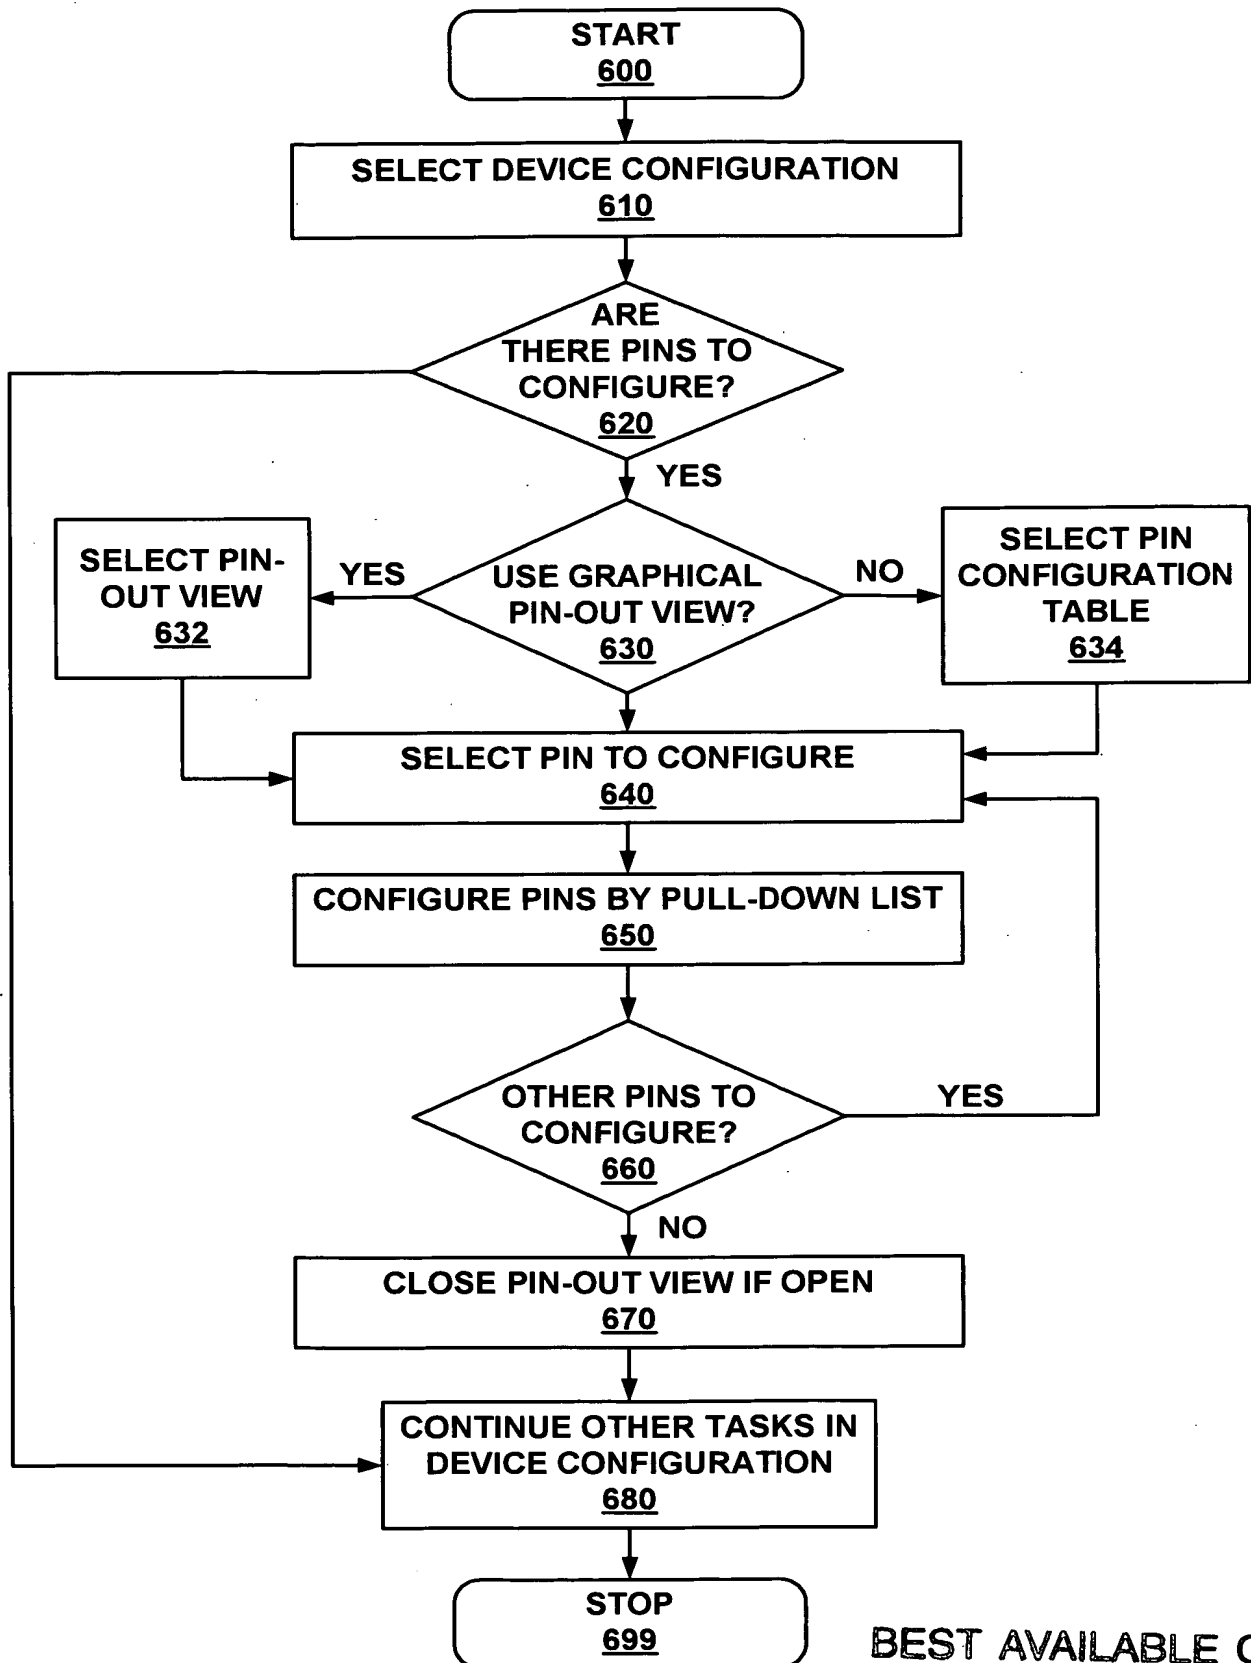 START
600
SELECT DEVICE CONFIGURATION
610
ARE
THERE PINS TO
CONFIGURE?
620
YES
SELECT PIN-
OUT VIEW
632
YES
USE GRAPHICAL
PIN-OUT VIEW?
630
NO
SELECT PIN
CONFIGURATION
TABLE
634
SELECT PIN TO CONFIGURE
640
CONFIGURE PINS BY PULL-DOWN LIST
650
OTHER PINS TO
CONFIGURE?
660
YES
NO
CLOSE PIN-OUT VIEW IF OPEN
670
CONTINUE OTHER TASKS IN
DEVICE CONFIGURATION
680
STOP
699
BEST AVAILABLE